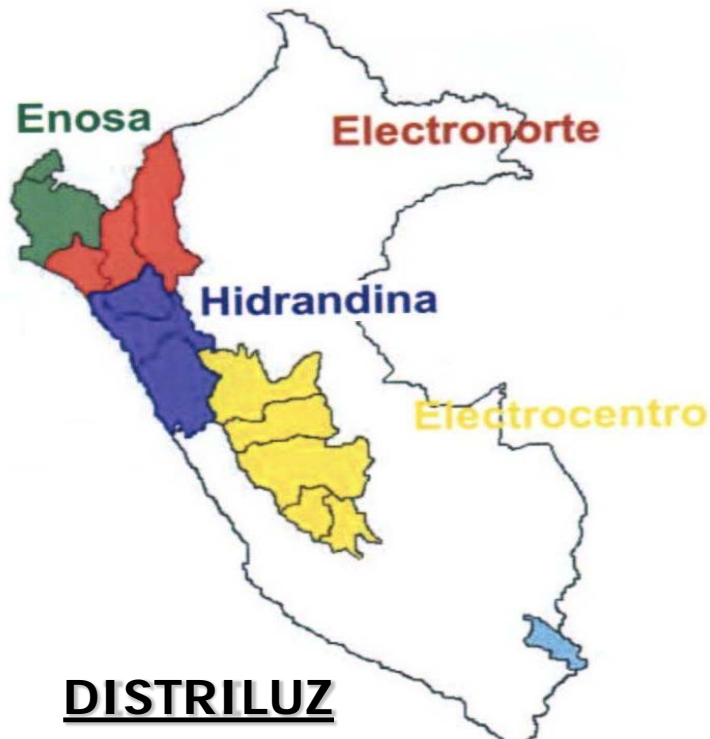 Enosa
Electronorte
Hidrandina
Electrocentro
DISTRILUZ